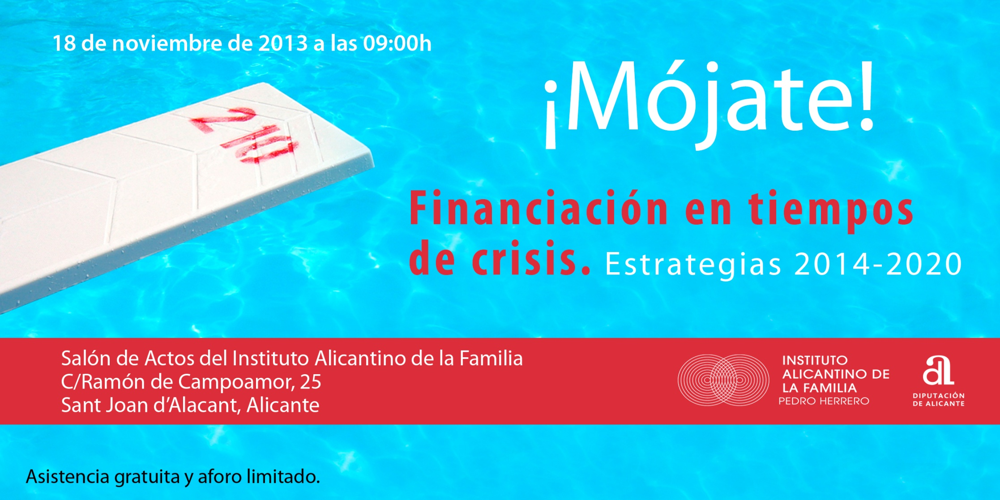 18 de noviembre de 2013 a las 09:00h
¡Mójate!
210
Financiación en tiempos
de crisis. Estrategias 2014-2020
Salón de Actos del Instituto Alicantino de la Familia
C/Ramón de Campoamor, 25
Sant Joan d’Alacant, Alicante
INSTITUTO
ALICANTINO DE
LA FAMILIA
PEDRO HERRERO
al
DIPUTACIÓN
DE ALICANTE
Asistencia gratuita y aforo limitado.